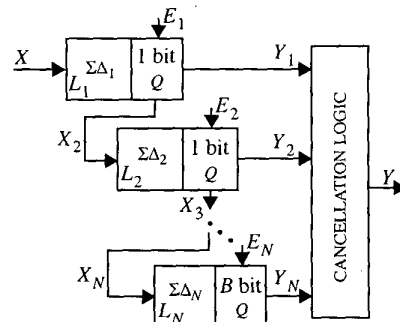 E1
X
ΣΔ1
L1
1 bit
Q
Y1
X2
E2
ΣΔ2
L2
1 bit
Q
Y2
X3
EN
XN
ΣΔN
LN
B bit
Q
YN
CANCELLATION LOGIC
Y